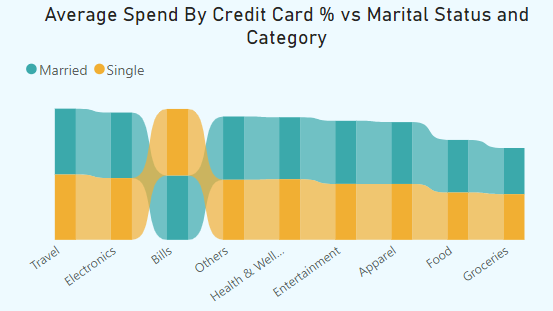 Average Spend By Credit Card % vs Marital Status and
Category
Married Single
Travel
Electronics
Bills
Others
Health & Well...
Entertainment
Apparel
Food
Groceries